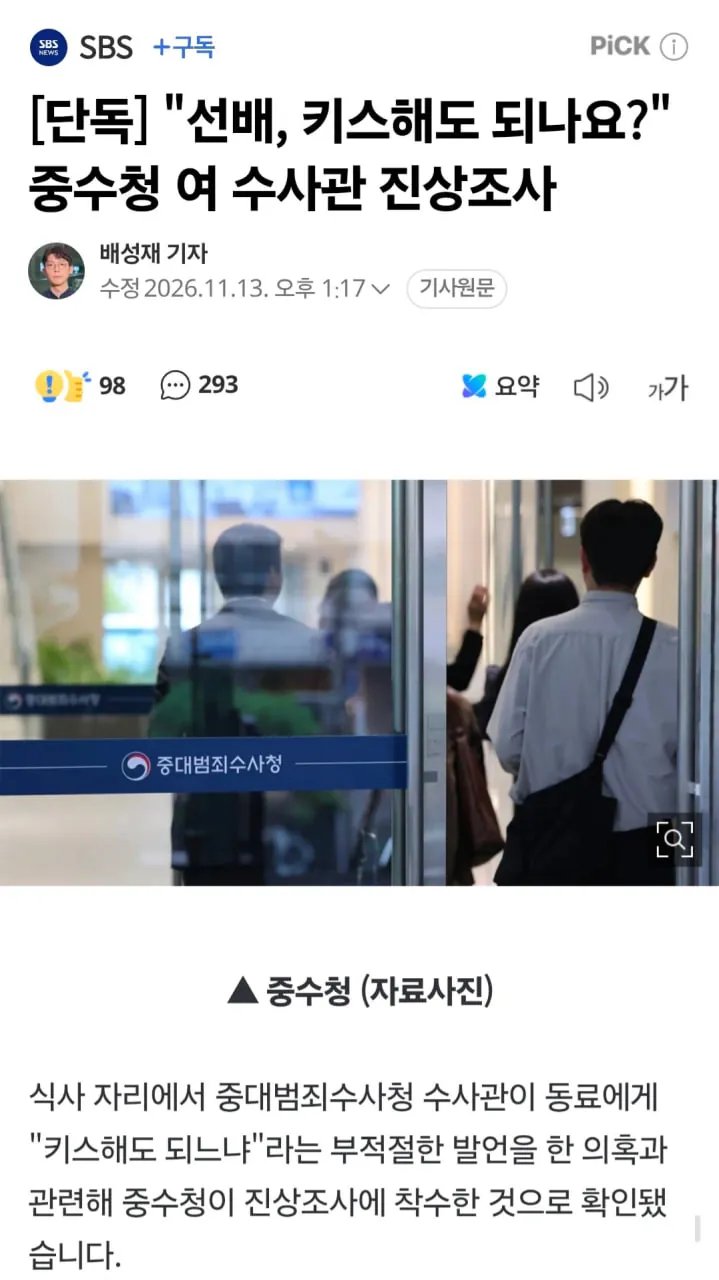 SBS NEWS
SBS +구독
PiCK
[단독] "선배, 키스해도 되나요?"
중수청 여 수사관 진상조사
배성재 기자
수정 2026.11.13. 오후 1:17
기사원문
98
293
요약
가가
중대범죄수사청
중대범죄수사청
▲ 중수청 (자료사진)
식사 자리에서 중대범죄수사청 수사관이 동료에게
"키스해도 되느냐"라는 부적절한 발언을 한 의혹과
관련해 중수청이 진상조사에 착수한 것으로 확인됐
습니다.